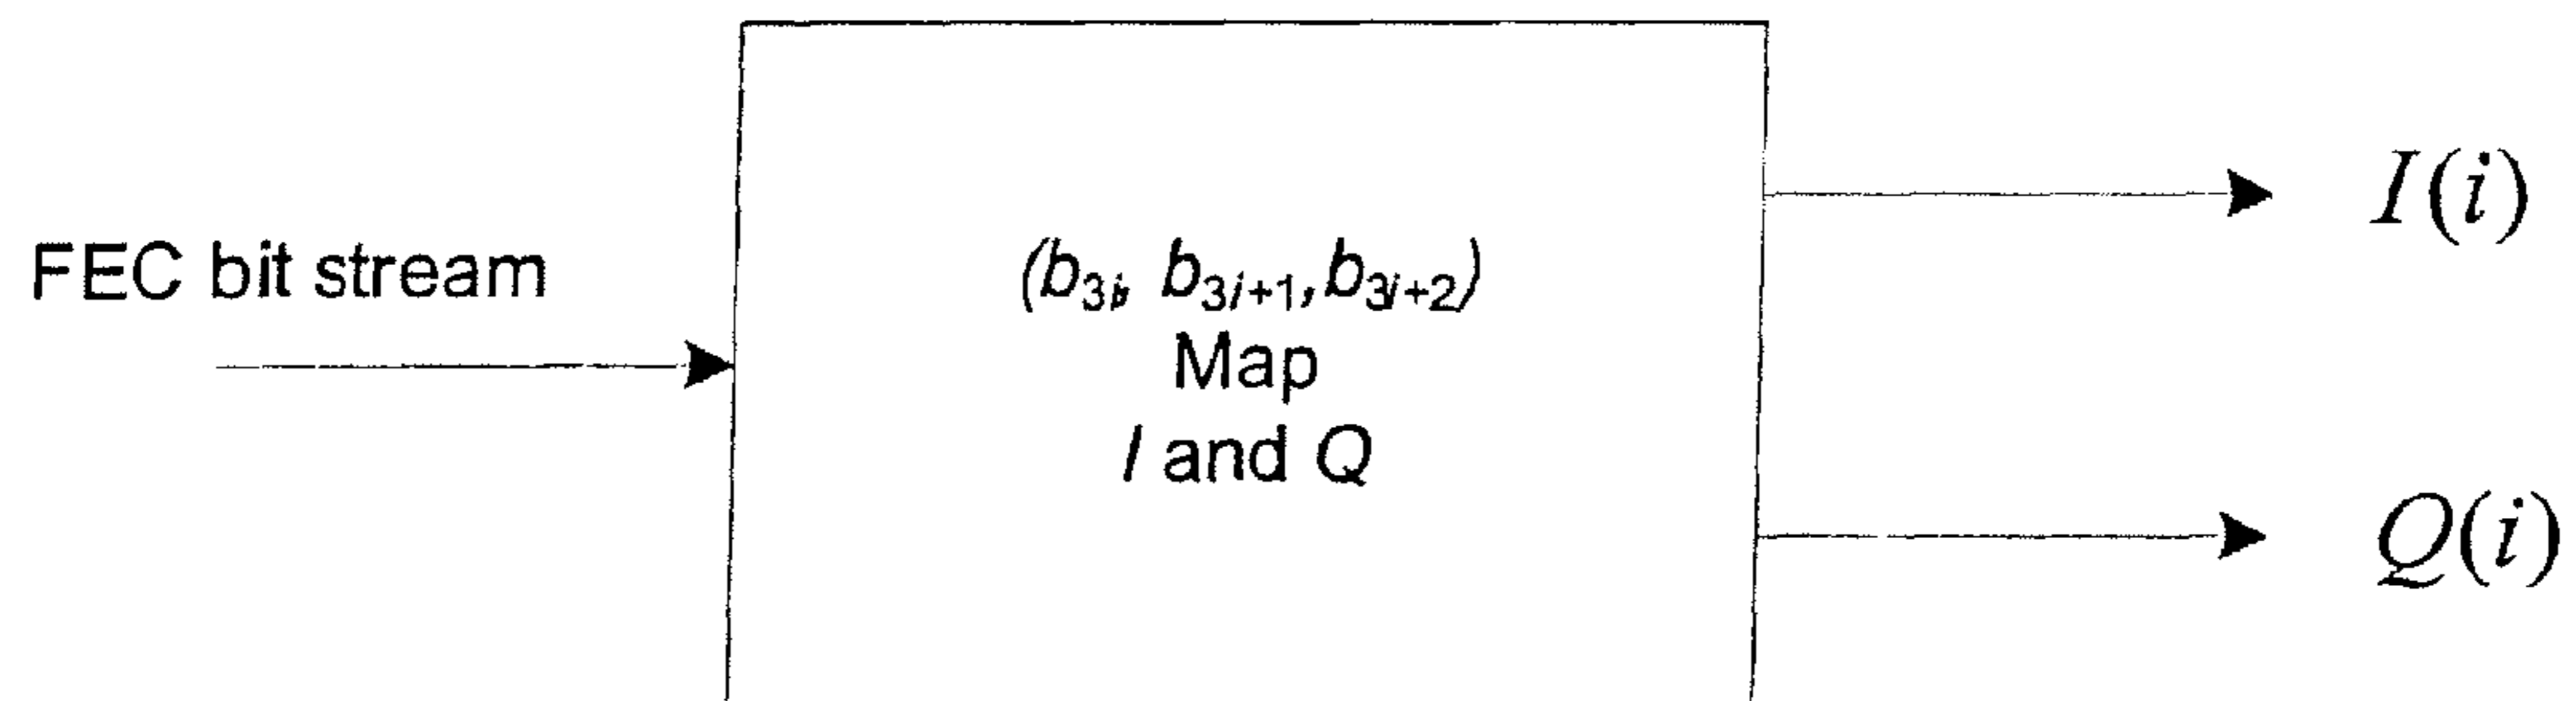 FEC bit stream
(b₃ᵢ, b₃ᵢ₊₁, b₃ᵢ₊₂)
Map
I and Q
I(i)
Q(i)